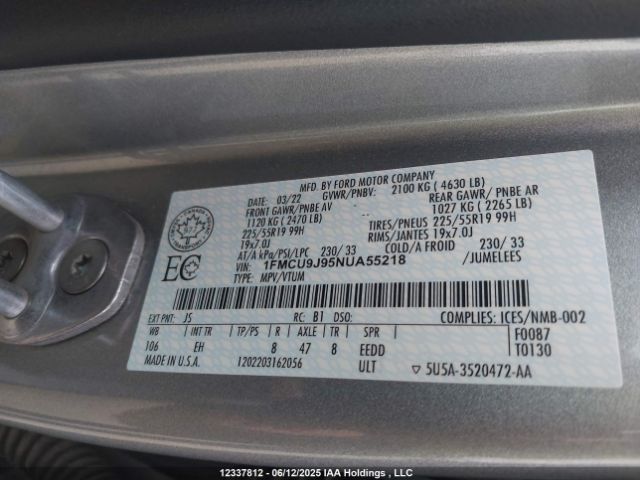 MFD. BY FORD MOTOR COMPANY
DATE: 03/22 GVWR/PNBV: 2100 KG ( 4630 LB)
FRONT GAWR/PNBE AV REAR GAWR / PNBE AR
1120 KG ( 2470 LB) -- 1027 KG ( 2265 LB)
225/55R19 99H TIRES/PNEUS 225/55R19 99H
19x7.0J RIMS/JANTES 19x7.0J
AT/A kPa/PSI/LPC 230/ 33 COLD/A FROID 230/ 33
VIN: 1FMCU9J95NUA55218 /JUMELEES
TYPE: MPV/VTUM
EC
EXT PNT: JS RC: B1 DSO: COMPLIES: ICES/NMB-002
WB INT TR TP/PS R AXLE TR SPR F0087
106 EH 8 47 8 EEDD T0130
MADE IN U.S.A. 1202203162056 ULT ▽ 5U5A-3520472-AA
12337812 - 06/12/2025 IAA Holdings , LLC